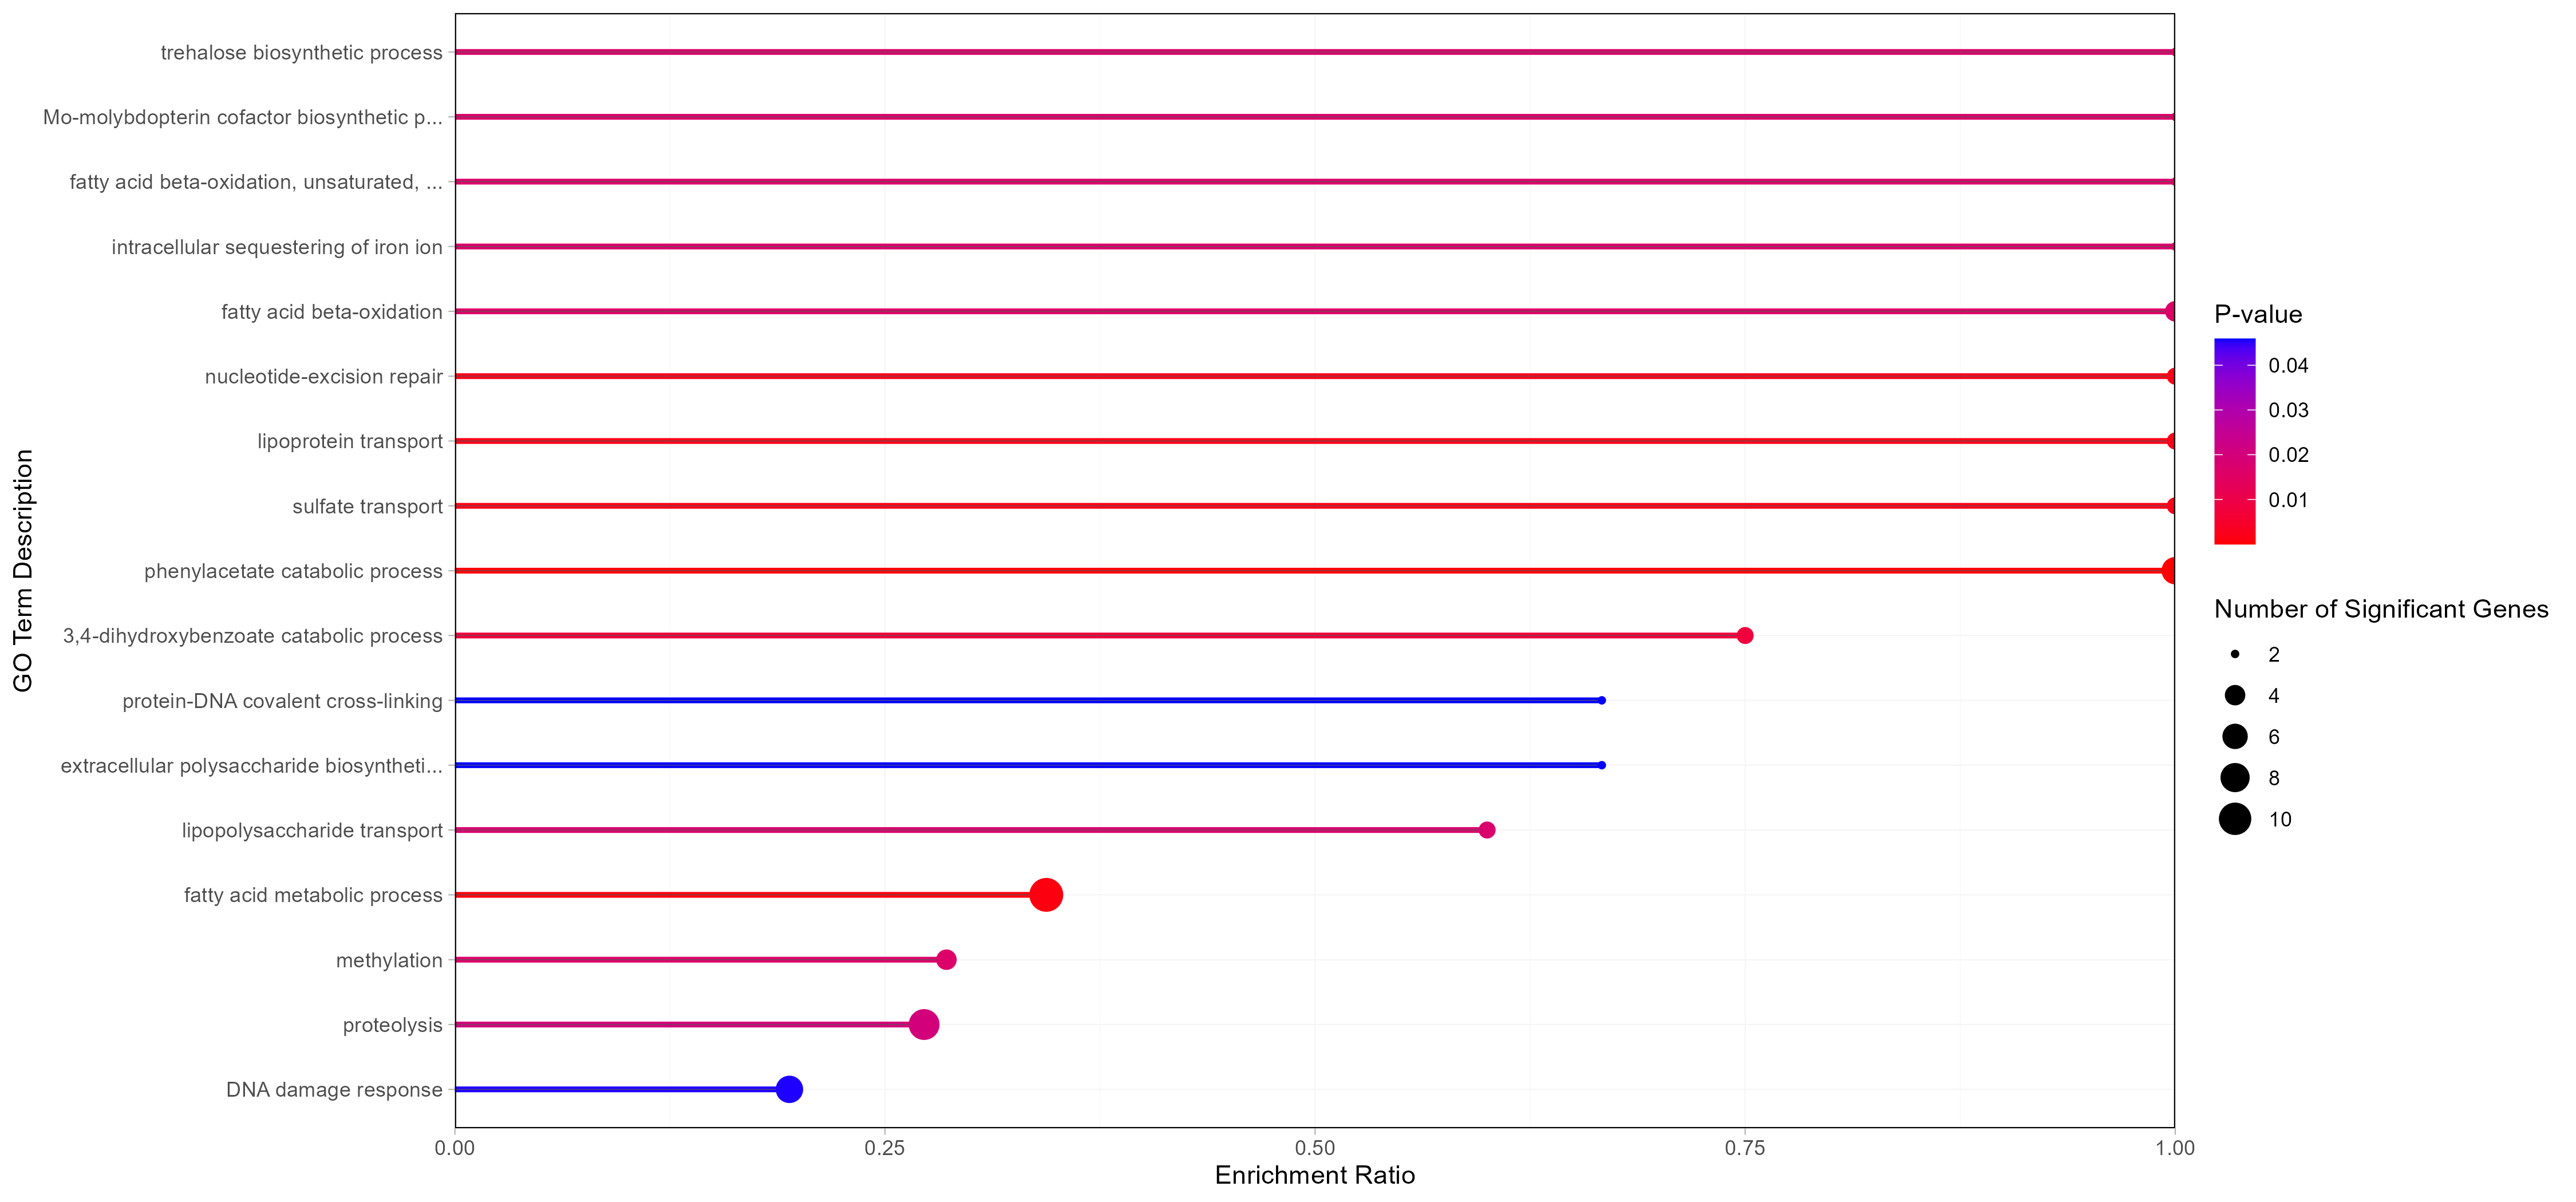 trehalose biosynthetic process
Mo-molybdopterin cofactor biosynthetic p...
fatty acid beta-oxidation, unsaturated, ...
intracellular sequestering of iron ion
fatty acid beta-oxidation
nucleotide-excision repair
lipoprotein transport
sulfate transport
phenylacetate catabolic process
3,4-dihydroxybenzoate catabolic process
protein-DNA covalent cross-linking
extracellular polysaccharide biosyntheti...
lipopolysaccharide transport
fatty acid metabolic process
methylation
proteolysis
DNA damage response
GO Term Description
0.00 0.25 0.50 0.75 1.00
Enrichment Ratio
P-value
0.04
0.03
0.02
0.01
Number of Significant Genes
2
4
6
8
10